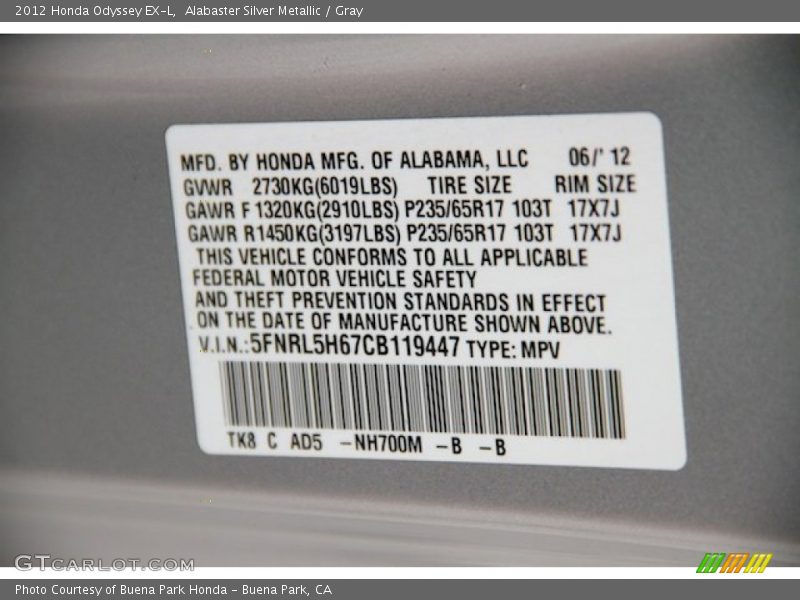 2012 Honda Odyssey EX-L,  Alabaster Silver Metallic / Gray
MFD. BY HONDA MFG. OF ALABAMA, LLC 06/' 12
GVWR 2730KG(6019LBS) TIRE SIZE RIM SIZE
GAWR F 1320KG(2910LBS) P235/65R17 103T 17X7J
GAWR R1450KG(3197LBS) P235/65R17 103T 17X7J
THIS VEHICLE CONFORMS TO ALL APPLICABLE
FEDERAL MOTOR VEHICLE SAFETY
AND THEFT PREVENTION STANDARDS IN EFFECT
ON THE DATE OF MANUFACTURE SHOWN ABOVE.
V.I.N.:5FNRL5H67CB119447 TYPE: MPV
TK8 C AD5 -NH700M -B -B
GTCARLOT.COM
Photo Courtesy of Buena Park Honda - Buena Park, CA